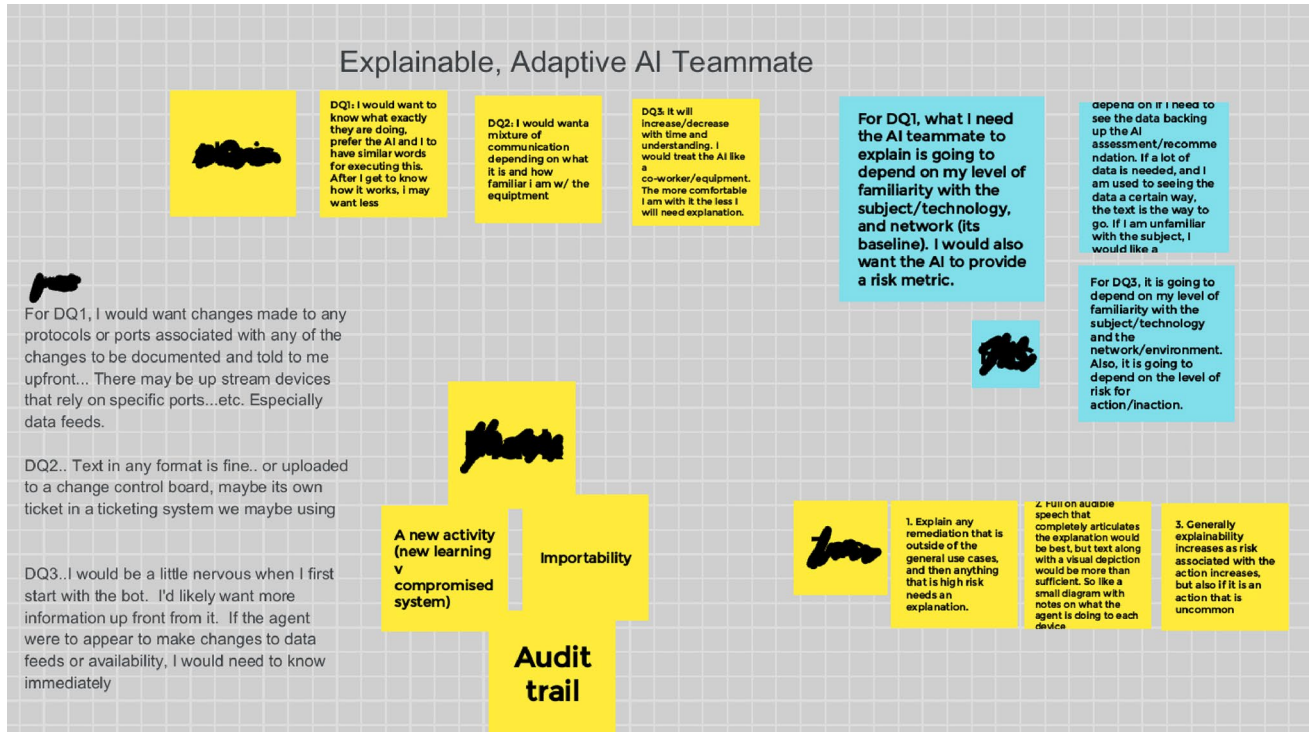 Explainable, Adaptive AI Teammate
DQ1: I would want to
know what exactly
they are doing,
prefer the AI and I to
have similar words
for executing this.
After I get to know
how it works, i may
want less
DQ2: I would wanta
mixture of
communication
depending on what
it is and how
familiar i am w/ the
equiptment
DQ3: It will
increase/decrease
with time and
understanding. I
would treat the AI like
a
co-worker/equipment.
The more comfortable
I am with it the less I
will need explanation.
For DQ1, what I need
the AI teammate to
explain is going to
depend on my level of
familiarity with the
subject/technology,
and network (its
baseline). I would also
want the AI to provide
a risk metric.
depend on if I need to
see the data backing
up the AI
assessment/recomme
ndation. If a lot of
data is needed, and I
am used to seeing the
data a certain way,
the text is the way to
go. If I am unfamiliar
with the subject, I
would like a
For DQ3, it is going to
depend on my level of
familiarity with the
subject/technology
and the
network/environment.
Also, it is going to
depend on the level of
risk for
action/inaction.
For DQ1, I would want changes made to any
protocols or ports associated with any of the
changes to be documented and told to me
upfront... There may be up stream devices
that rely on specific ports...etc. Especially
data feeds.
DQ2.. Text in any format is fine.. or uploaded
to a change control board, maybe its own
ticket in a ticketing system we maybe using
DQ3..I would be a little nervous when I first
start with the bot. I'd likely want more
information up front from it. If the agent
were to appear to make changes to data
feeds or availability, I would need to know
immediately
A new activity
(new learning
v
compromised
system)
Importability
Audit
trail
1. Explain any
remediation that is
outside of the
general use cases,
and then anything
that is high risk
needs an
explanation.
2. Full on audible
speech that
completely articulates
the explanation would
be best, but text along
with a visual depiction
would be more than
sufficient. So like a
small diagram with
notes on what the
agent is doing to each
device
3. Generally
explainability
increases as risk
associated with the
action increases,
but also if it is an
action that is
uncommon